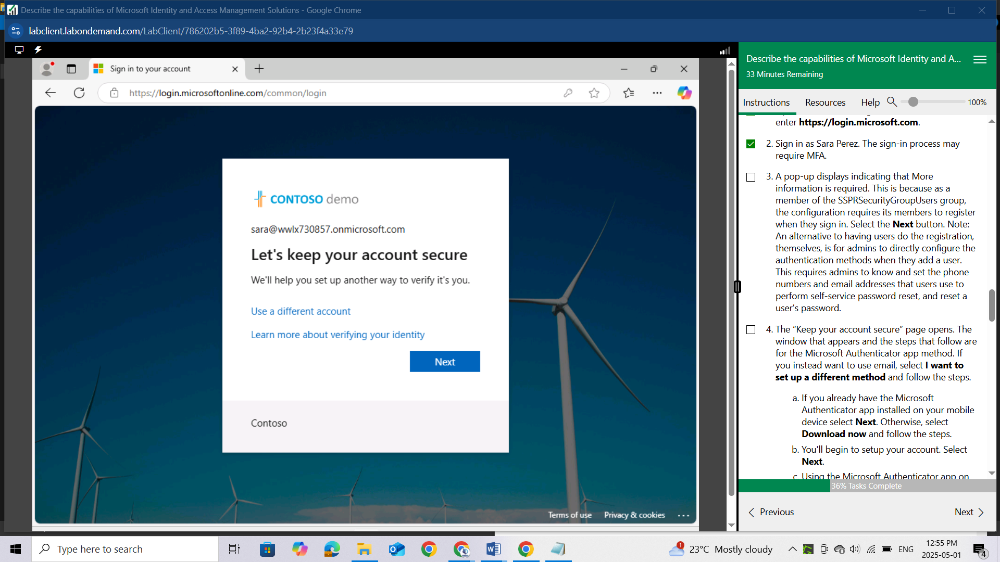 Describe the capabilities of Microsoft Identity and Access Management Solutions - Google Chrome
labclient.labondemand.com/LabClient/786202b5-3f89-4ba2-92b4-2b23f4a33e79
Sign in to your account
https://login.microsoftonline.com/common/login
CONTOSO demo
sara@wwlx730857.onmicrosoft.com
Let's keep your account secure
We'll help you set up another way to verify it's you.
Use a different account
Learn more about verifying your identity
Next
Contoso
Terms of use
Privacy & cookies
Describe the capabilities of Microsoft Identity and A...
33 Minutes Remaining
Instructions
Resources
Help
100%
enter https://login.microsoft.com.
2. Sign in as Sara Perez. The sign-in process may
require MFA.
3. A pop-up displays indicating that More
information is required. This is because as a
member of the SSPRSecurityGroupUsers group,
the configuration requires its members to register
when they sign in. Select the Next button. Note:
An alternative to having users do the registration,
themselves, is for admins to directly configure the
authentication methods when they add a user.
This requires admins to know and set the phone
numbers and email addresses that users use to
perform self-service password reset, and reset a
user's password.
4. The “Keep your account secure” page opens. The
window that appears and the steps that follow are
for the Microsoft Authenticator app method. If
you instead want to use email, select I want to
set up a different method and follow the steps.
a. If you already have the Microsoft
Authenticator app installed on your mobile
device select Next. Otherwise, select
Download now and follow the steps.
b. You'll begin to setup your account. Select
Next.
c. Using the Microsoft Authenticator app on
36% Tasks Complete
Previous
Next
Type here to search
1
23°C Mostly cloudy
ENG
12:55 PM
2025-05-01
4